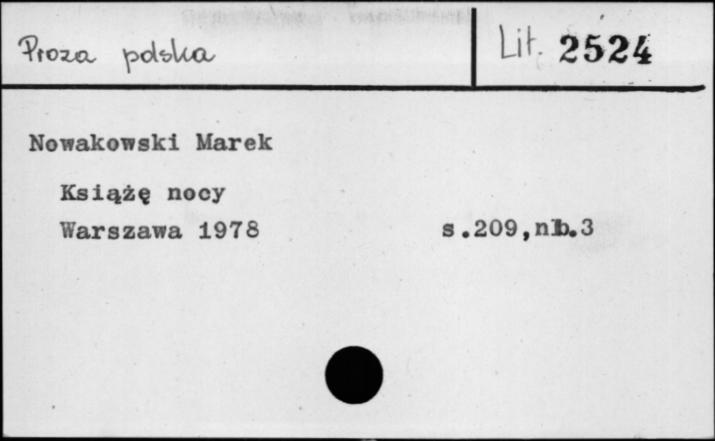 Proza polska
Lit. 2524
Nowakowski Marek
Książę nocy
Warszawa 1978 s.209,nlb.3